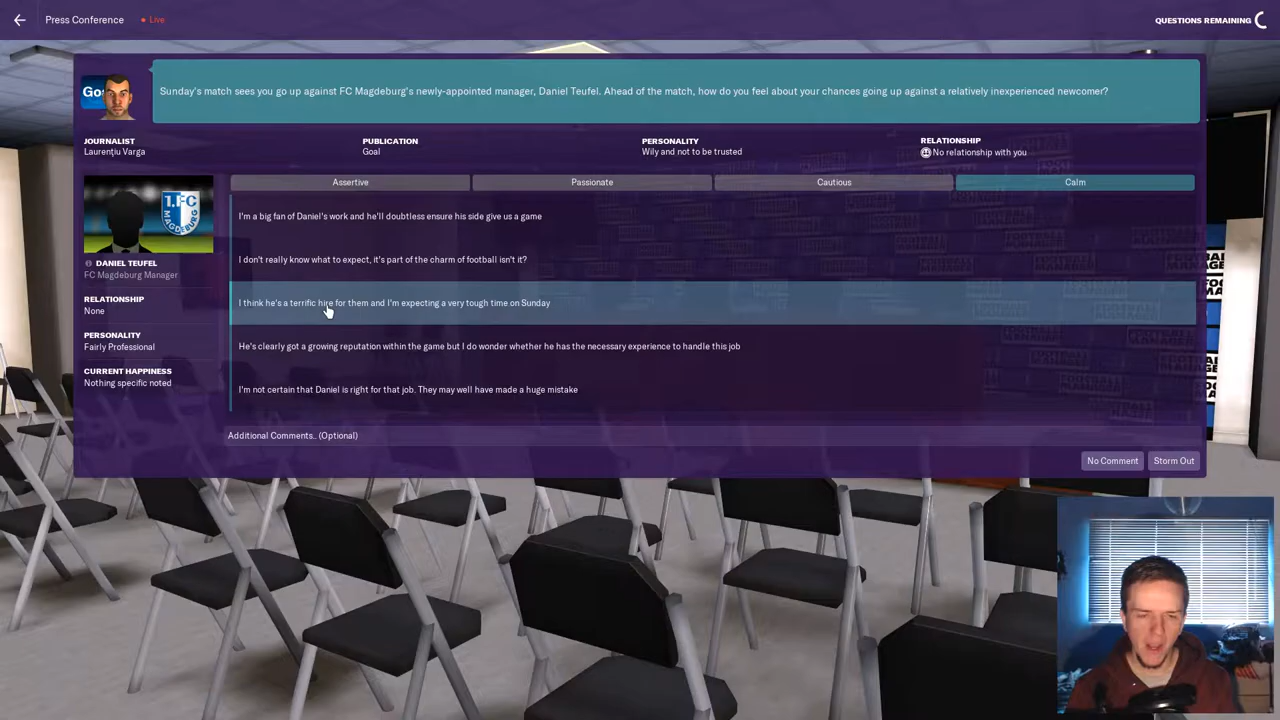 Press Conference
Live
QUESTIONS REMAINING
Go
Sunday's match sees you go up against FC Magdeburg's newly-appointed manager, Daniel Teufel. Ahead of the match, how do you feel about your chances going up against a relatively inexperienced newcomer?
JOURNALIST
Laurențiu Varga
PUBLICATION
Goal
PERSONALITY
Wily and not to be trusted
RELATIONSHIP
No relationship with you
1.FC
MAGDEBURG
DANIEL TEUFEL
FC Magdeburg Manager
RELATIONSHIP
None
PERSONALITY
Fairly Professional
CURRENT HAPPINESS
Nothing specific noted
Assertive
Passionate
Cautious
Calm
I'm a big fan of Daniel's work and he'll doubtless ensure his side give us a game
I don't really know what to expect, it's part of the charm of football isn't it?
I think he's a terrific hire for them and I'm expecting a very tough time on Sunday
He's clearly got a growing reputation within the game but I do wonder whether he has the necessary experience to handle this job
I'm not certain that Daniel is right for that job. They may well have made a huge mistake
Additional Comments.. (Optional)
No Comment
Storm Out